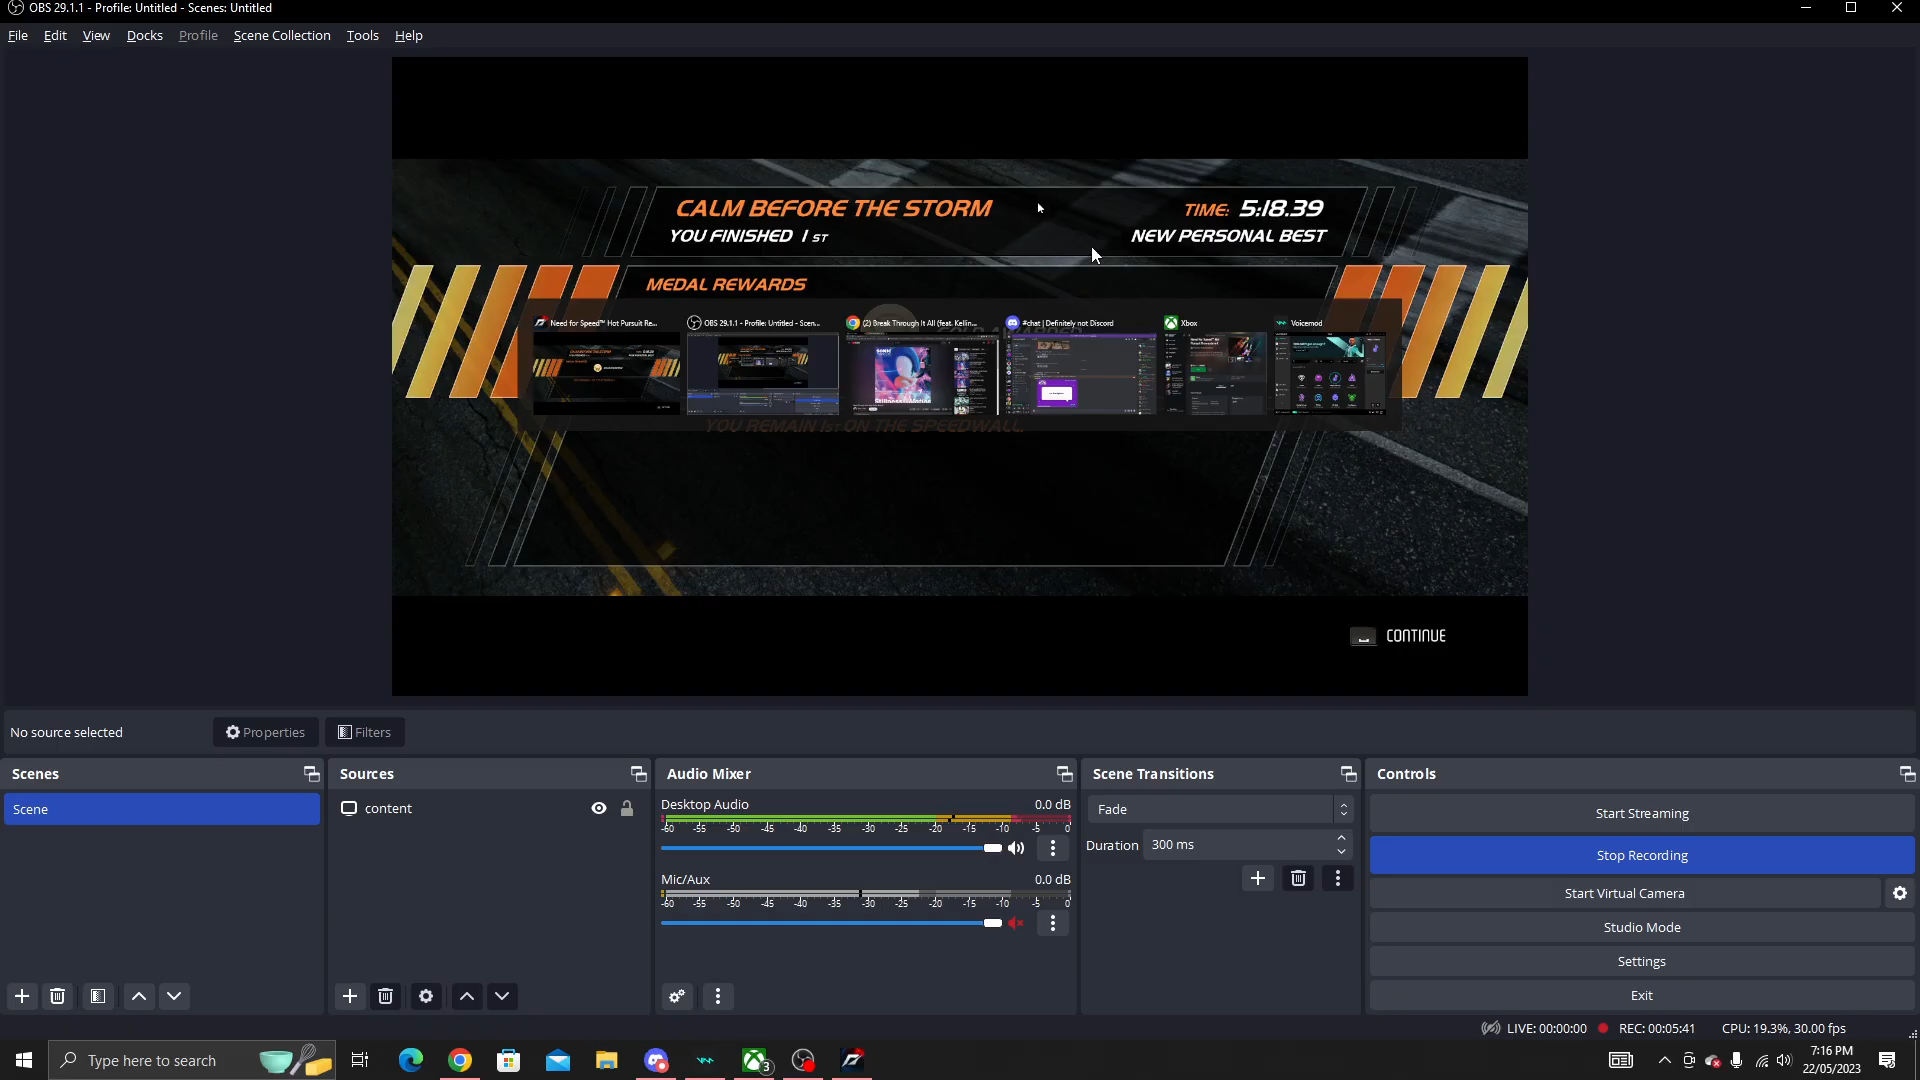 OBS 29.1.1 - Profile: Untitled - Scenes: Untitled
File Edit View Docks Profile Scene Collection Tools Help
CALM BEFORE THE STORM
TIME: 5:18.39
YOU FINISHED 1 ST
NEW PERSONAL BEST
MEDAL REWARDS
Need for Speed™ Hot Pursuit Re...
OBS 29.1.1 - Profile: Untitled - Scen...
(2) Break Through It All (feat. Kellin...
#chat | Definitely not Discord
Xbox
Voicemod
YOU REMAIN 1ST ON THE SPEEDWALL.
CONTINUE
No source selected
Properties
Filters
Scenes
Sources
Audio Mixer
Scene Transitions
Controls
Scene
content
Desktop Audio
0.0 dB
-60 -55 -50 -45 -40 -35 -30 -25 -20 -15 -10 -5 0
Mic/Aux
0.0 dB
-60 -55 -50 -45 -40 -35 -30 -25 -20 -15 -10 -5 0
Fade
Duration 300 ms
Start Streaming
Stop Recording
Start Virtual Camera
Studio Mode
Settings
Exit
LIVE: 00:00:00
REC: 00:05:41
CPU: 19.3%, 30.00 fps
Type here to search
3
7:16 PM
22/05/2023